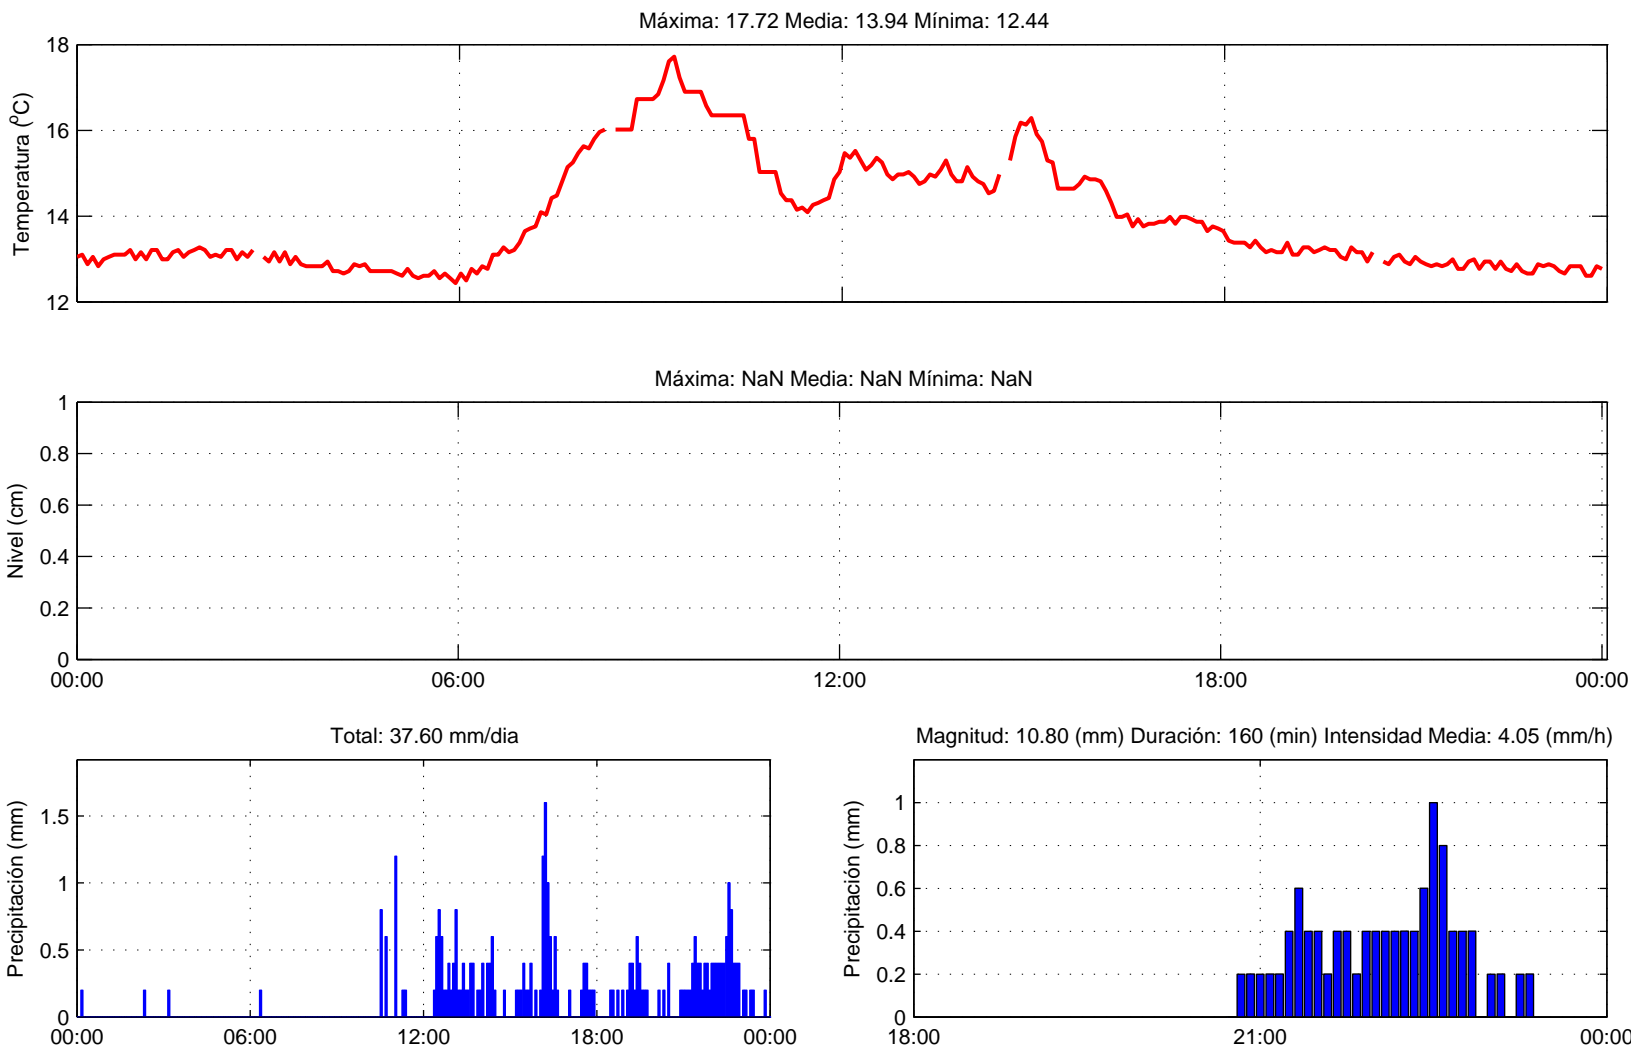 Máxima: 17.72 Media: 13.94 Mínima: 12.44
Temperatura (ºC)
18
16
14
12
Máxima: NaN Media: NaN Mínima: NaN
Nivel (cm)
1
0.8
0.6
0.4
0.2
0
00:00 06:00 12:00 18:00 00:00
Total: 37.60 mm/dia
Precipitación (mm)
1.5
1
0.5
0
00:00 06:00 12:00 18:00 00:00
Magnitud: 10.80 (mm) Duración: 160 (min) Intensidad Media: 4.05 (mm/h)
Precipitación (mm)
1
0.8
0.6
0.4
0.2
0
18:00 21:00 00:00